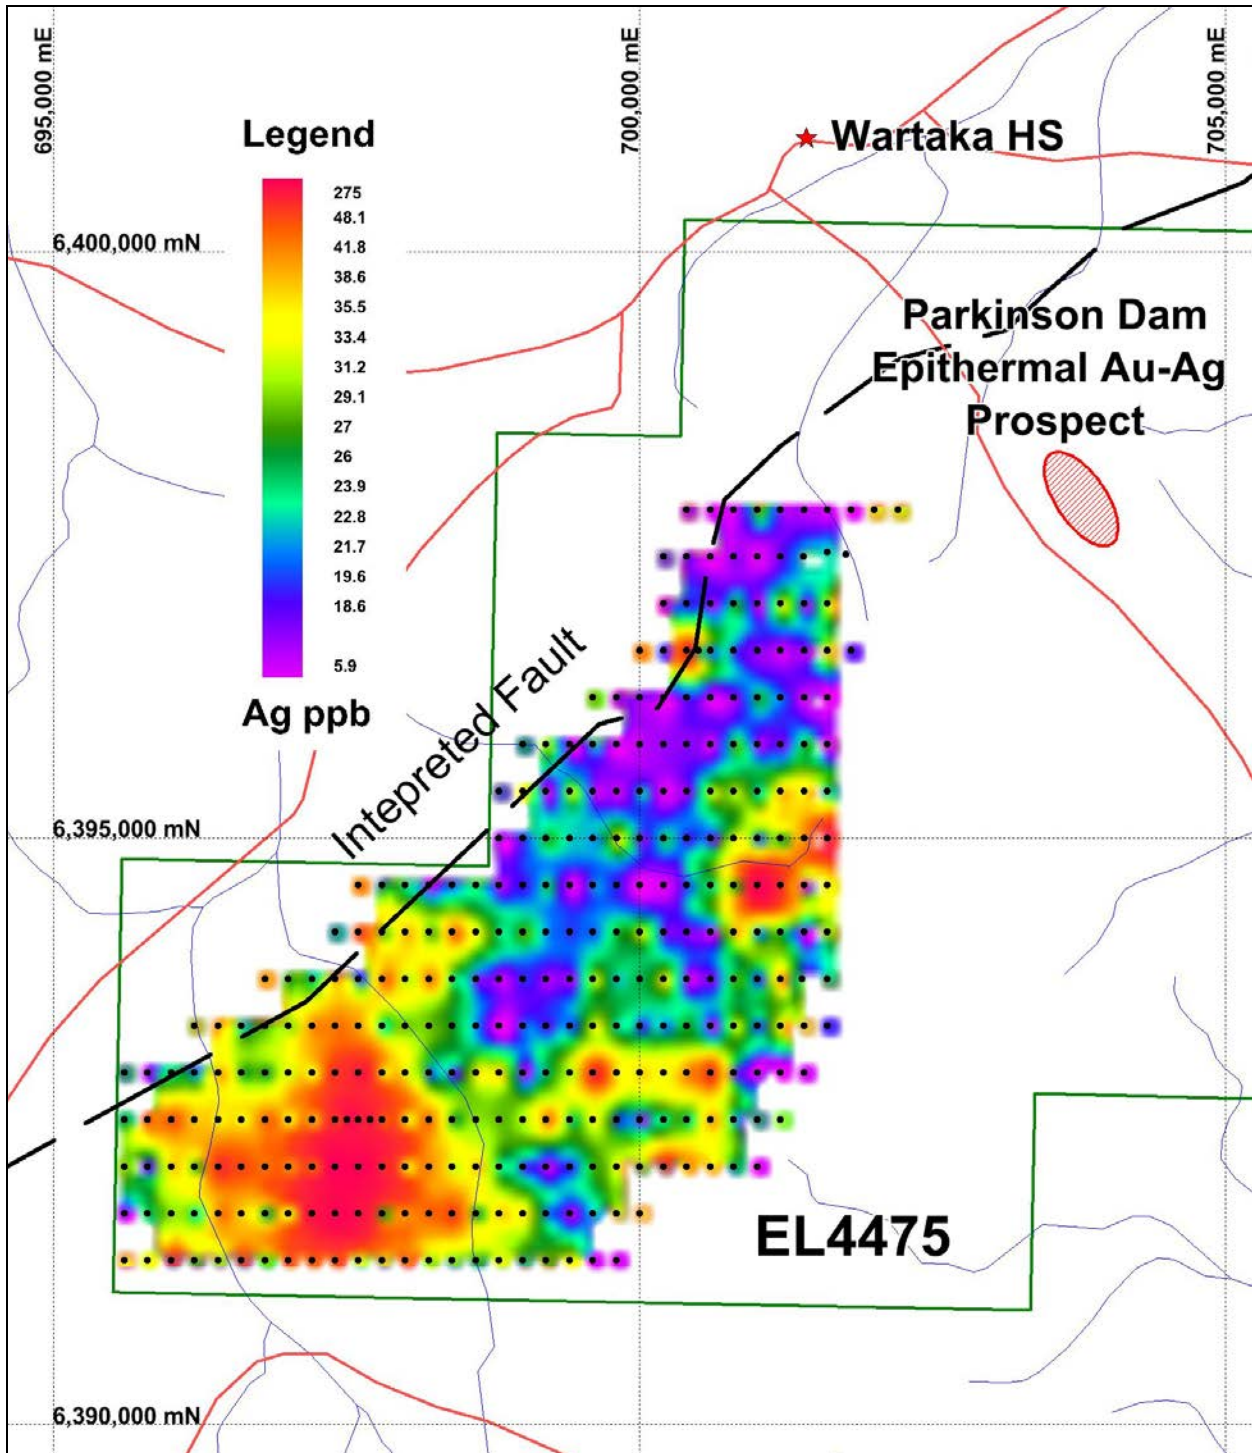 695,000 mE
700,000 mE
705,000 mE
Legend
Wartaka HS
275
48.1
41.8
38.6
35.5
33.4
31.2
29.1
27
26
23.9
22.8
21.7
19.6
18.6
5.9
Ag ppb
6,400,000 mN
Parkinson Dam
Epithermal Au-Ag
Prospect
Intepreted Fault
6,395,000 mN
EL4475
6,390,000 mN